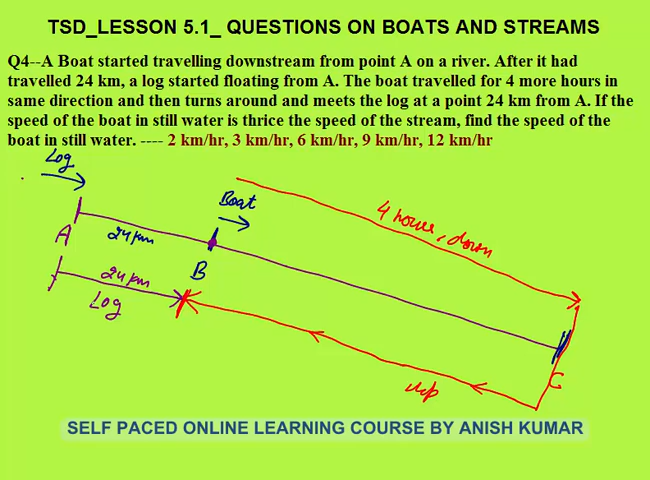 TSD_LESSON 5.1_ QUESTIONS ON BOATS AND STREAMS
Q4--A Boat started travelling downstream from point A on a river. After it had
travelled 24 km, a log started floating from A. The boat travelled for 4 more hours in
same direction and then turns around and meets the log at a point 24 km from A. If the
speed of the boat in still water is thrice the speed of the stream, find the speed of the
boat in still water. ---- 2 km/hr, 3 km/hr, 6 km/hr, 9 km/hr, 12 km/hr
Log
Boat
4 hours, down
A
24 km
B
24 km
Log
C
up
SELF PACED ONLINE LEARNING COURSE BY ANISH KUMAR